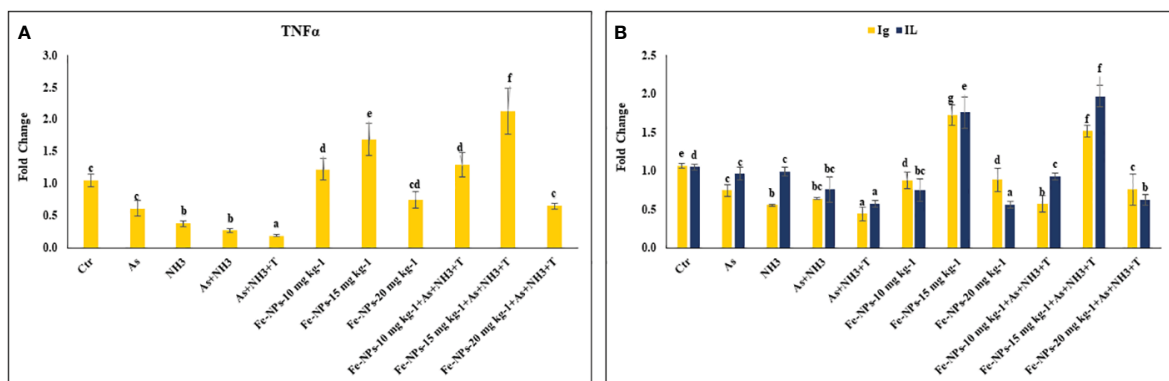 A
TNFα
Fold Change
3.0
2.5
2.0
1.5
1.0
0.5
0.0
c
c
b
b
a
d
e
cd
d
f
c
Ctr
As
NH3
As+NH3
As+NH3+T
Fe-NPs-10 mg kg-1
Fe-NPs-15 mg kg-1
Fe-NPs-20 mg kg-1
Fe-NPs-10 mg kg-1+As+NH3+T
Fe-NPs-15 mg kg-1+As+NH3+T
Fe-NPs-20 mg kg-1+As+NH3+T
B
Ig IL
Fold Change
2.5
2.0
1.5
1.0
0.5
0.0
e d
c c
b c
bc bc
a a
d bc
g e
d a
b c
f f
c a
Ctr
As
NH3
As+NH3
As+NH3+T
Fe-NPs-10 mg kg-1
Fe-NPs-15 mg kg-1
Fe-NPs-20 mg kg-1
Fe-NPs-10 mg kg-1+As+NH3+T
Fe-NPs-15 mg kg-1+As+NH3+T
Fe-NPs-20 mg kg-1+As+NH3+T